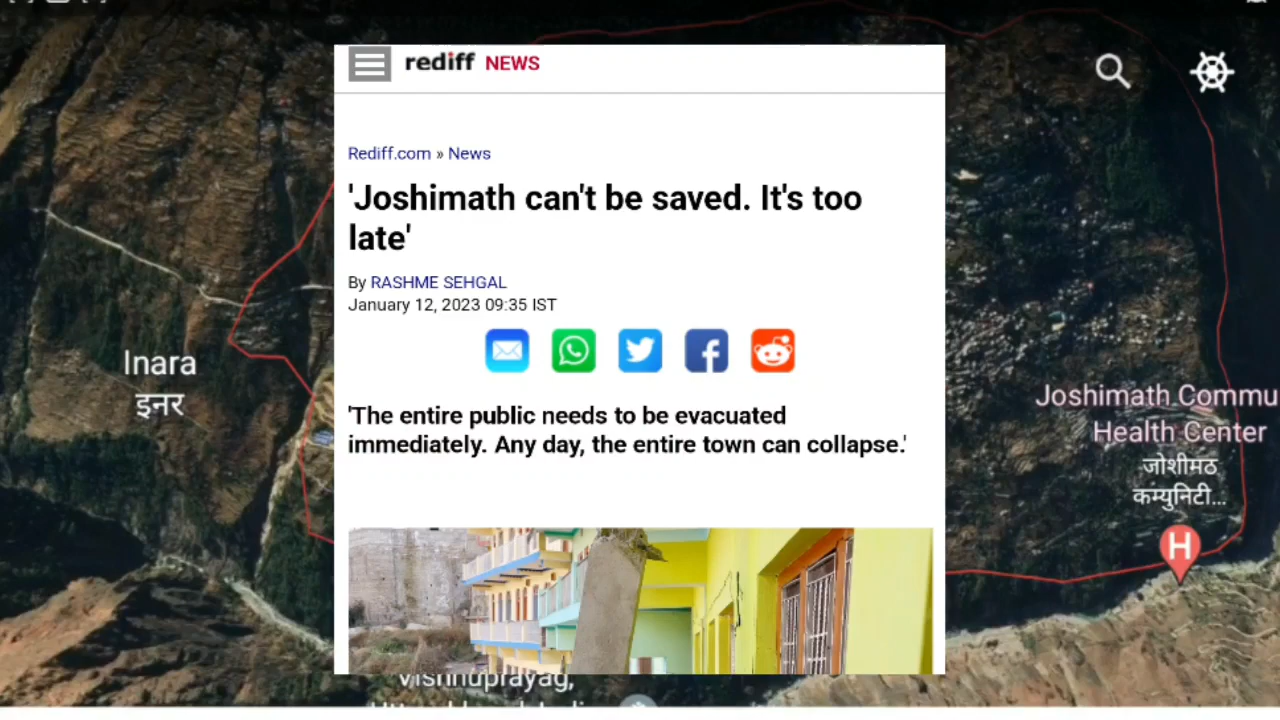 rediff NEWS
Rediff.com » News
'Joshimath can't be saved. It's too
late'
By RASHME SEHGAL
January 12, 2023 09:35 IST
'The entire public needs to be evacuated
immediately. Any day, the entire town can collapse.'
Inara
इनर
Joshimath Commu
Health Center
जोशीमठ
कम्युनिटी...
H
Vishnuprayag,